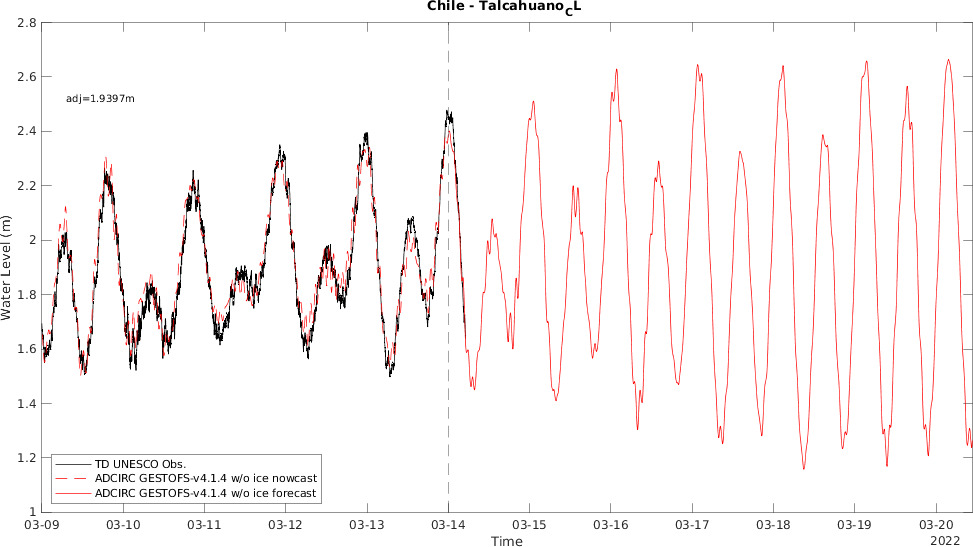 Chile - Talcahuano_CL
adj=1.9397m
Water Level (m)
2.8
2.6
2.4
2.2
2
1.8
1.6
1.4
1.2
1
TD UNESCO Obs.
ADCIRC GESTOFS-v4.1.4 w/o ice nowcast
ADCIRC GESTOFS-v4.1.4 w/o ice forecast
03-09 03-10 03-11 03-12 03-13 03-14 03-15 03-16 03-17 03-18 03-19 03-20
Time
2022